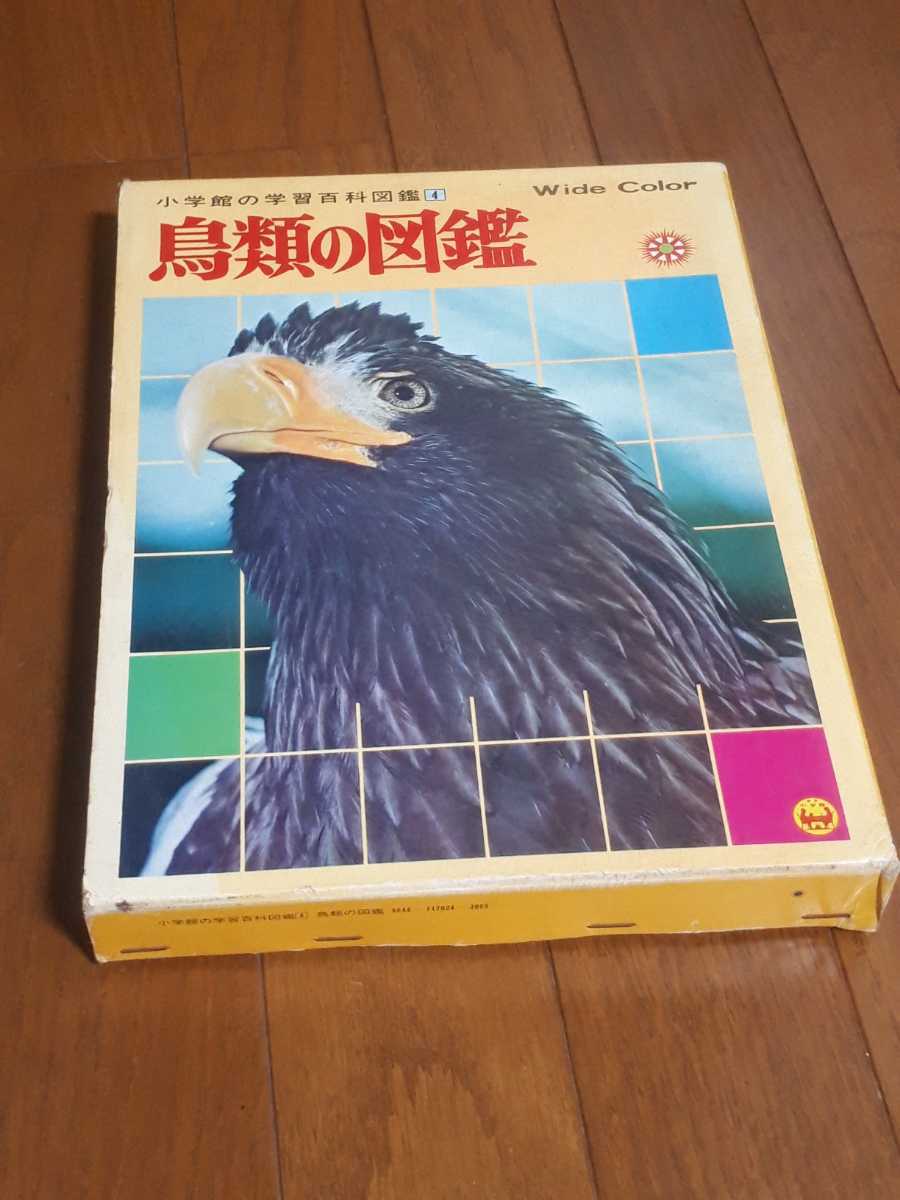 小学館の学習百科図鑑 4
Wide Color
鳥類の図鑑
小学館の学習百科図鑑(4) 鳥類の図鑑